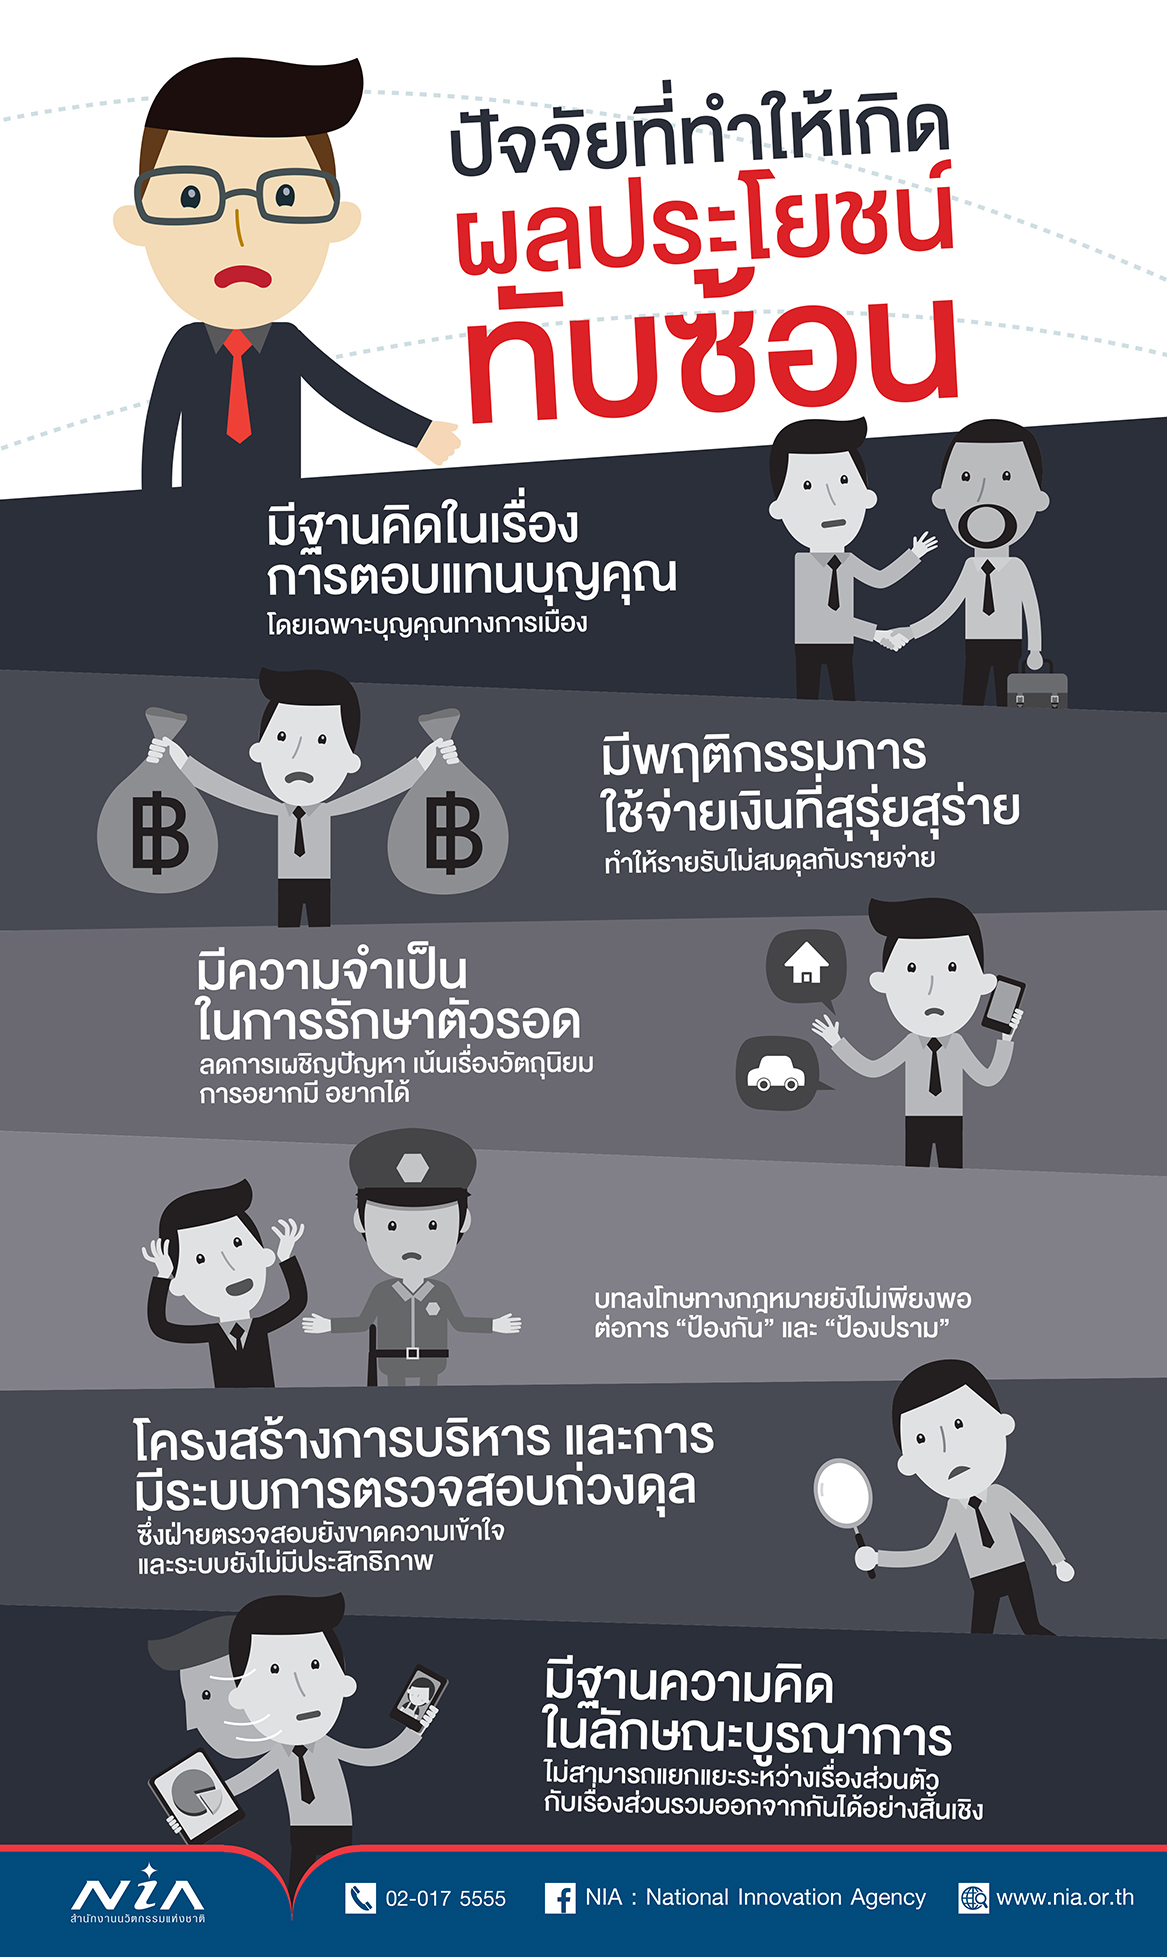 ปัจจัยที่ทำให้เกิด
ผลประโยชน์
ทับซ้อน
มีฐานคิดในเรื่อง
การตอบแทนบุญคุณ
โดยเฉพาะบุญคุณทางการเมือง
฿
฿
มีพฤติกรรมการ
ใช้จ่ายเงินที่สุรุ่ยสุร่าย
ทำให้รายรับไม่สมดุลกับรายจ่าย
มีความจำเป็น
ในการรักษาตัวรอด
ลดการเผชิญปัญหา เน้นเรื่องวัตถุนิยม
การอยากมี อยากได้
บทลงโทษทางกฎหมายยังไม่เพียงพอ
ต่อการ “ป้องกัน” และ “ป้องปราม”
โครงสร้างการบริหาร และการ
มีระบบการตรวจสอบถ่วงดุล
ซึ่งฝ่ายตรวจสอบยังขาดความเข้าใจ
และระบบยังไม่มีประสิทธิภาพ
มีฐานความคิด
ในลักษณะบูรณาการ
ไม่สามารถแยกแยะระหว่างเรื่องส่วนตัว
กับเรื่องส่วนรวมออกจากกันได้อย่างสิ้นเชิง
NIA
สำนักงานนวัตกรรมแห่งชาติ
02-017 5555
NIA : National Innovation Agency
www.nia.or.th